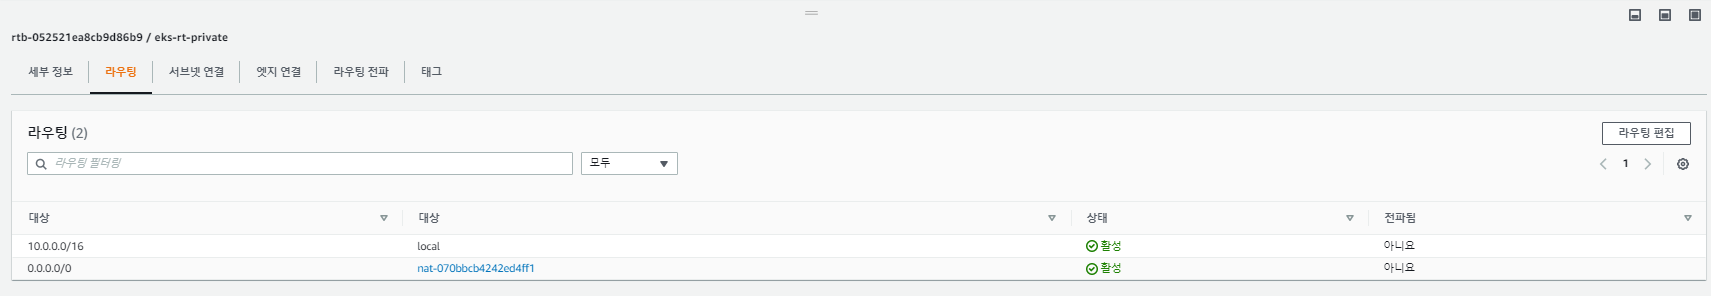 rtb-052521ea8cb9d86b9 / eks-rt-private
세부 정보 라우팅 서브넷 연결 엣지 연결 라우팅 전파 태그
라우팅 (2) 라우팅 편집
라우팅 필터링 모두 1
대상 대상 상태 전파됨
10.0.0.0/16 local 활성 아니요
0.0.0.0/0 nat-070bbcb4242ed4ff1 활성 아니요